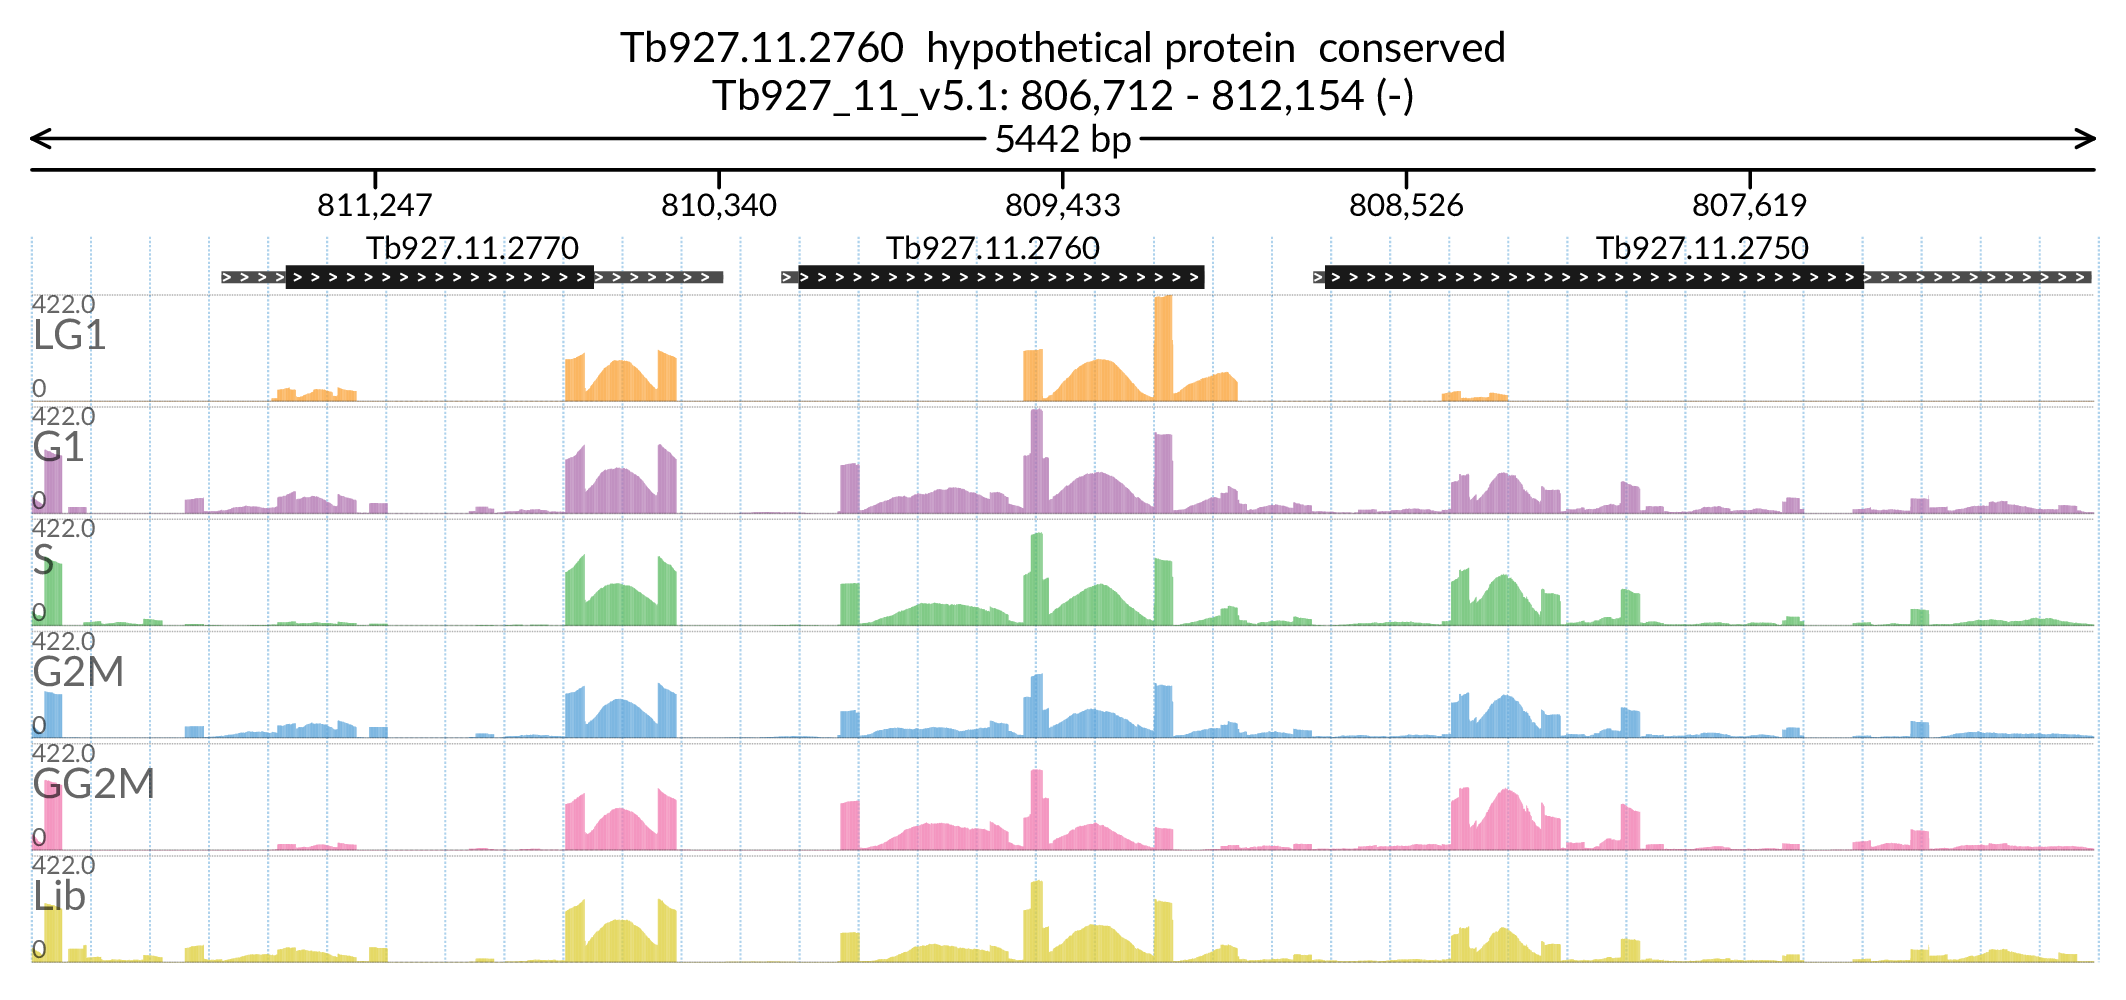 Tb927.11.2760  hypothetical protein  conserved
Tb927_11_v5.1: 806,712 - 812,154 (-)
5442 bp
811,247 810,340 809,433 808,526 807,619
Tb927.11.2770 Tb927.11.2760 Tb927.11.2750
422.0
LG1
0
422.0
G1
0
422.0
S
0
422.0
G2M
0
422.0
GG2M
0
422.0
Lib
0